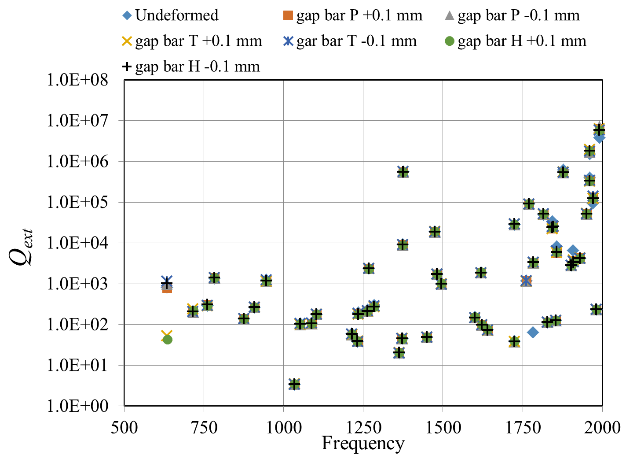 Undeformed gap bar P +0.1 mm gap bar P -0.1 mm
gap bar T +0.1 mm gar bar T -0.1 mm gap bar H +0.1 mm
gap bar H -0.1 mm
1.0E+08
1.0E+07
1.0E+06
1.0E+05
1.0E+04
1.0E+03
1.0E+02
1.0E+01
1.0E+00
Qext
500 750 1000 1250 1500 1750 2000
Frequency